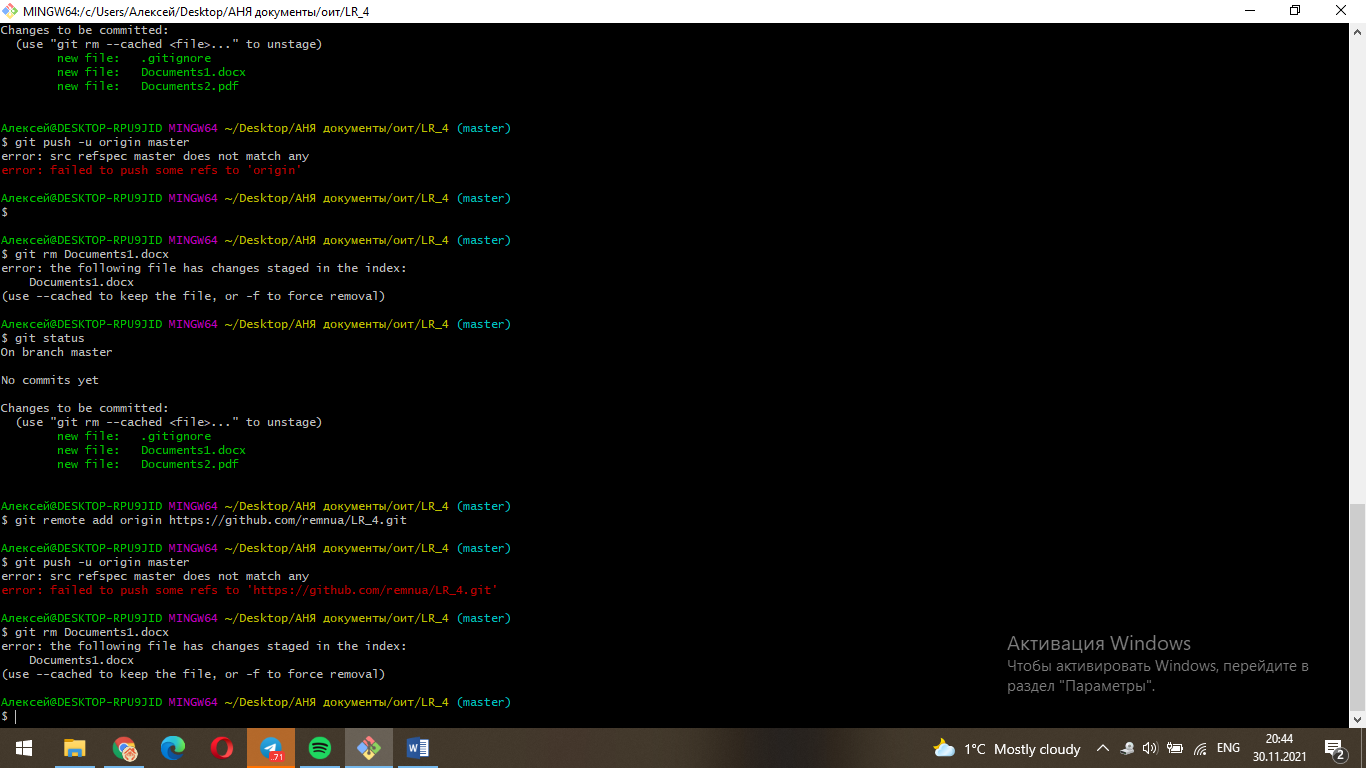 MINGW64:/c/Users/Алексей/Desktop/АНЯ документы/оит/LR_4
Changes to be committed:
  (use "git rm --cached <file>..." to unstage)
        new file:   .gitignore
        new file:   Documents1.docx
        new file:   Documents2.pdf
Алексей@DESKTOP-RPU9JID MINGW64 ~/Desktop/АНЯ документы/оит/LR_4 (master)
$ git push -u origin master
error: src refspec master does not match any
error: failed to push some refs to 'origin'
Алексей@DESKTOP-RPU9JID MINGW64 ~/Desktop/АНЯ документы/оит/LR_4 (master)
$
Алексей@DESKTOP-RPU9JID MINGW64 ~/Desktop/АНЯ документы/оит/LR_4 (master)
$ git rm Documents1.docx
error: the following file has changes staged in the index:
    Documents1.docx
(use --cached to keep the file, or -f to force removal)
Алексей@DESKTOP-RPU9JID MINGW64 ~/Desktop/АНЯ документы/оит/LR_4 (master)
$ git status
On branch master
No commits yet
Changes to be committed:
  (use "git rm --cached <file>..." to unstage)
        new file:   .gitignore
        new file:   Documents1.docx
        new file:   Documents2.pdf
Алексей@DESKTOP-RPU9JID MINGW64 ~/Desktop/АНЯ документы/оит/LR_4 (master)
$ git remote add origin https://github.com/remnua/LR_4.git
Алексей@DESKTOP-RPU9JID MINGW64 ~/Desktop/АНЯ документы/оит/LR_4 (master)
$ git push -u origin master
error: src refspec master does not match any
error: failed to push some refs to 'https://github.com/remnua/LR_4.git'
Алексей@DESKTOP-RPU9JID MINGW64 ~/Desktop/АНЯ документы/оит/LR_4 (master)
$ git rm Documents1.docx
error: the following file has changes staged in the index:
    Documents1.docx
(use --cached to keep the file, or -f to force removal)
Алексей@DESKTOP-RPU9JID MINGW64 ~/Desktop/АНЯ документы/оит/LR_4 (master)
$
Активация Windows
Чтобы активировать Windows, перейдите в
раздел "Параметры".
71
1°C Mostly cloudy
ENG
20:44
30.11.2021
2